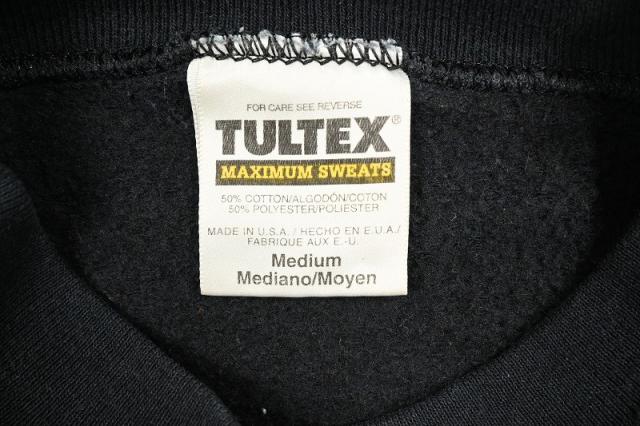 FOR CARE SEE REVERSE
TULTEX®
MAXIMUM SWEATS
50% COTTON/ALGODÓN/COTON
50% POLYESTER/POLIESTER
MADE IN U.S.A. / HECHO EN E.U.A./
FABRIQUE AUX E.-U.
Medium
Mediano/Moyen